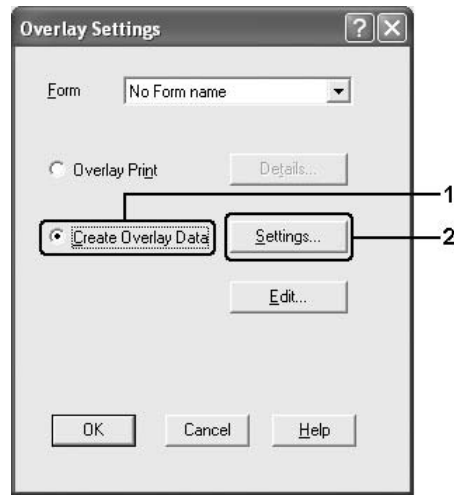 Overlay Settings
Form No Form name
Overlay Print Details...
1
Create Overlay Data Settings...
2
Edit...
OK Cancel Help